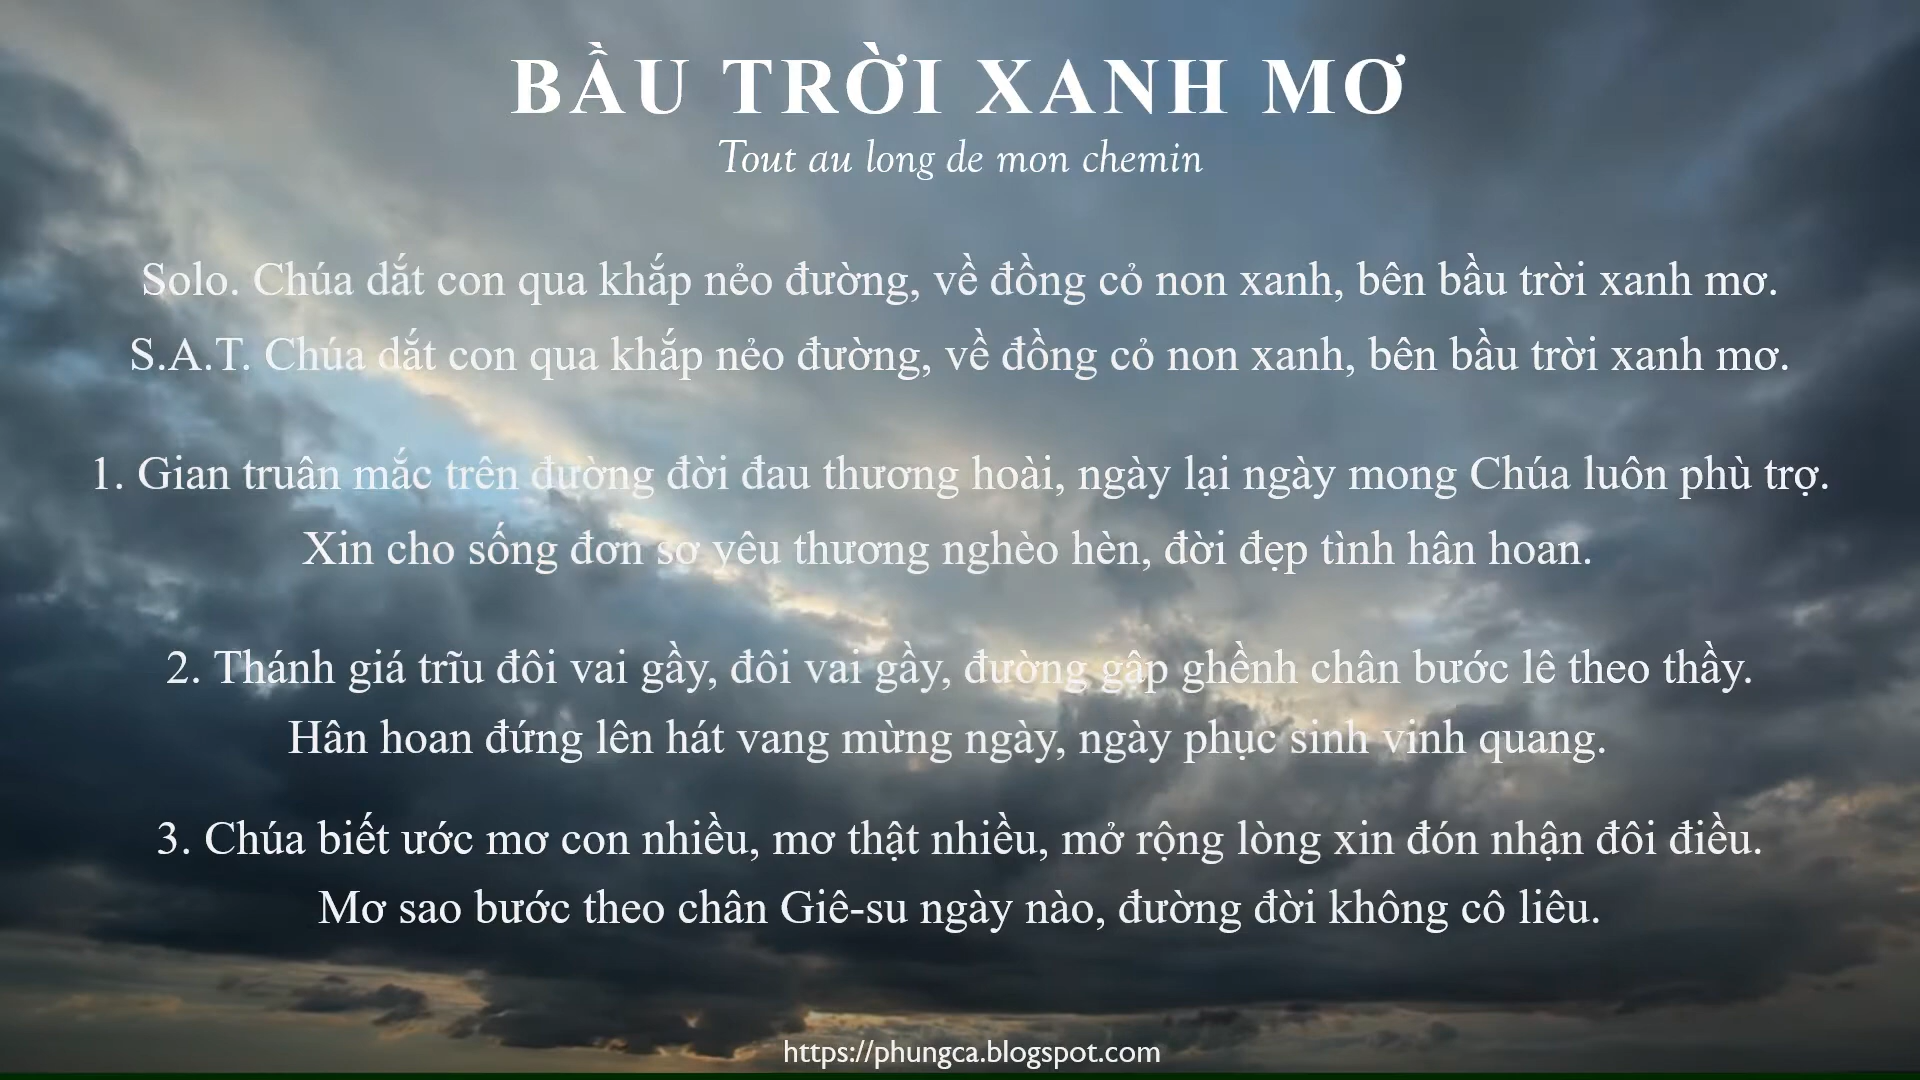 BẦU TRỜI XANH MƠ
Tout au long de mon chemin
Solo. Chúa dắt con qua khắp nẻo đường, về đồng cỏ non xanh, bên bầu trời xanh mơ.
S.A.T. Chúa dắt con qua khắp nẻo đường, về đồng cỏ non xanh, bên bầu trời xanh mơ.
1. Gian truân mắc trên đường đời đau thương hoài, ngày lại ngày mong Chúa luôn phù trợ.
Xin cho sống đơn sơ yêu thương nghèo hèn, đời đẹp tình hân hoan.
2. Thánh giá trĩu đôi vai gầy, đôi vai gầy, đường gập ghềnh chân bước lê theo thầy.
Hân hoan đứng lên hát vang mừng ngày, ngày phục sinh vinh quang.
3. Chúa biết ước mơ con nhiều, mơ thật nhiều, mở rộng lòng xin đón nhận đôi điều.
Mơ sao bước theo chân Giê-su ngày nào, đường đời không cô liêu.
https://phungca.blogspot.com